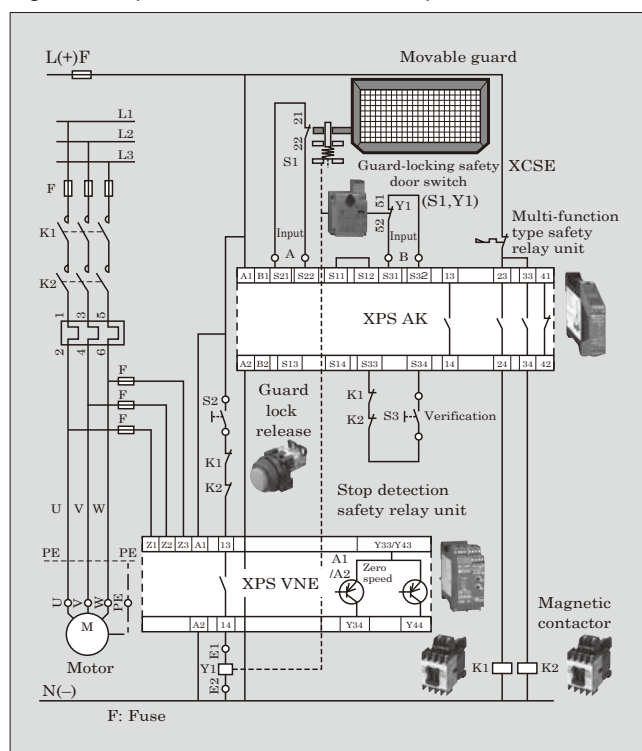 L(+)F
Movable guard
L1
L2
L3
F
K1
K2
1
3
5
2
4
6
F
F
F
U
V
W
PE
PE
U
V
W
PE
M
Motor
N(–)
F: Fuse
21
22
S1
Guard-locking safety
door switch
(S1,Y1)
XCSE
51
52
Y1
Input
A
Input
B
Multi-function
type safety
relay unit
A1 B1 S21 S22 S11 S12 S31 S32 13 23 33 41
XPS AK
A2 B2 S13 S14 S33 S34 14 24 34 42
S2
K1
K2
Guard
lock
release
K1
K2
S3
Verification
Stop detection
safety relay unit
Z1 Z2 Z3 A1 13 Y33/Y43
XPS VNE
A1
/A2
Zero
speed
A2 14 Y34 Y44
E1
Y1
E2
Magnetic
contactor
K1
K2